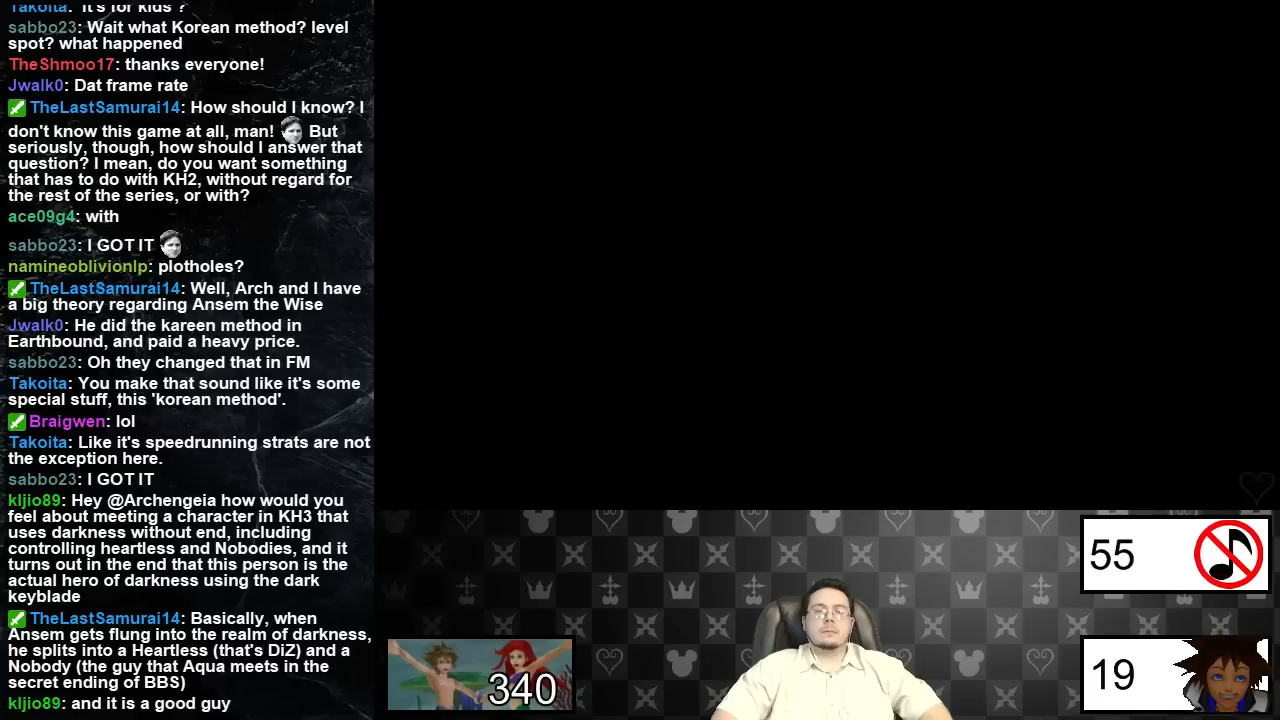 Takoita: It's for kids ?
sabbo23: Wait what Korean method? level
spot? what happened
TheShmoo17: thanks everyone!
Jwalk0: Dat frame rate
TheLastSamurai14: How should I know? I
don't know this game at all, man! But
seriously, though, how should I answer that
question? I mean, do you want something
that has to do with KH2, without regard for
the rest of the series, or with?
ace09g4: with
sabbo23: I GOT IT
namineoblivionlp: plotholes?
TheLastSamurai14: Well, Arch and I have
a big theory regarding Ansem the Wise
Jwalk0: He did the kareen method in
Earthbound, and paid a heavy price.
sabbo23: Oh they changed that in FM
Takoita: You make that sound like it's some
special stuff, this 'korean method'.
Braigwen: lol
Takoita: Like it's speedrunning strats are not
the exception here.
sabbo23: I GOT IT
kljio89: Hey @Archengeia how would you
feel about meeting a character in KH3 that
uses darkness without end, including
controlling heartless and Nobodies, and it
turns out in the end that this person is the
actual hero of darkness using the dark
keyblade
TheLastSamurai14: Basically, when
Ansem gets flung into the realm of darkness,
he splits into a Heartless (that's DiZ) and a
Nobody (the guy that Aqua meets in the
secret ending of BBS)
kljio89: and it is a good guy
340
55
19